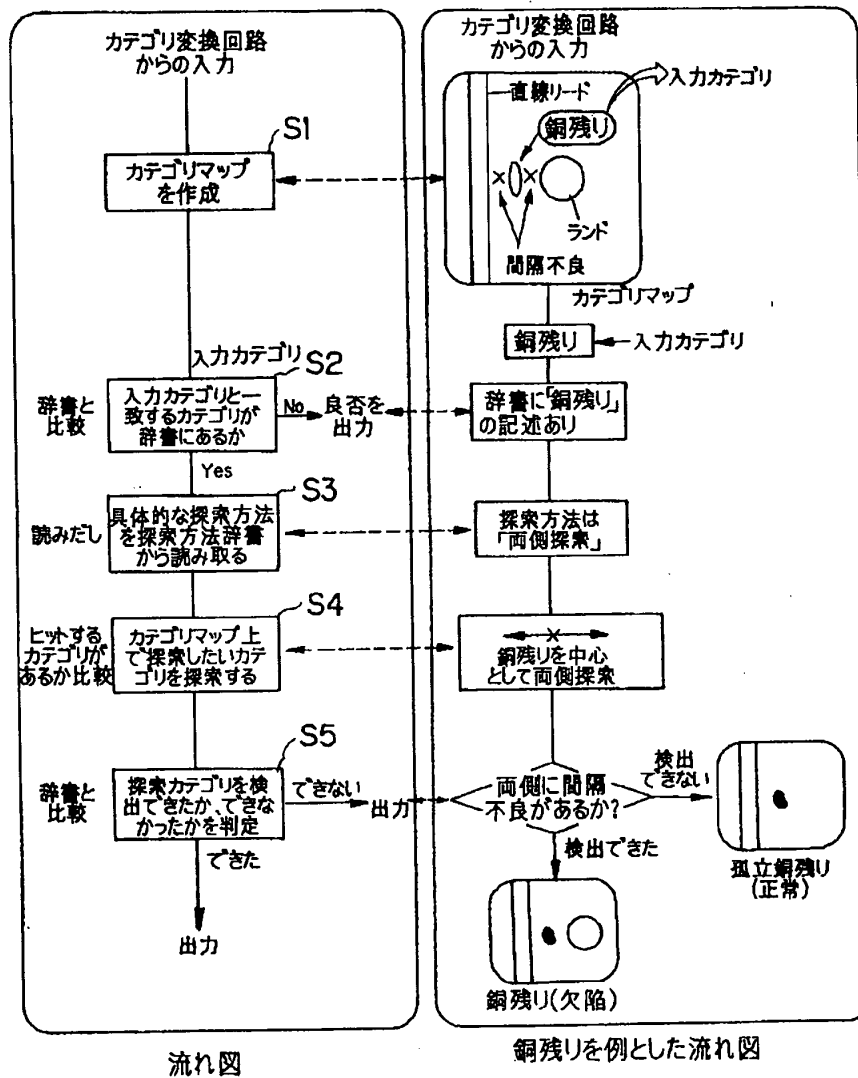 カテゴリ変換回路
からの入力
S1
カテゴリマップ
を作成
入力カテゴリ
S2
辞書と
比較
入力カテゴリと一
致するカテゴリが
辞書にあるか
No
良否を
出力
Yes
S3
読みだし
具体的な探索方法
を探索方法辞書
から読み取る
S4
ヒットする
カテゴリが
あるか比較
カテゴリマップ上
で探索したいカテ
ゴリを探索する
S5
辞書と
比較
探索カテゴリを検
出できたか、できな
かったかを判定
できない
出力
できた
出力
流れ図
カテゴリ変換回路
からの入力
直線リード
入力カテゴリ
銅残り
ランド
間隔不良
カテゴリマップ
銅残り
入力カテゴリ
辞書に「銅残り」
の記述あり
探索方法は
「両側探索」
銅残りを中心
として両側探索
両側に間隔
不良があるか?
検出
できない
検出できた
孤立銅残り
(正常)
銅残り(欠陥)
銅残りを例とした流れ図